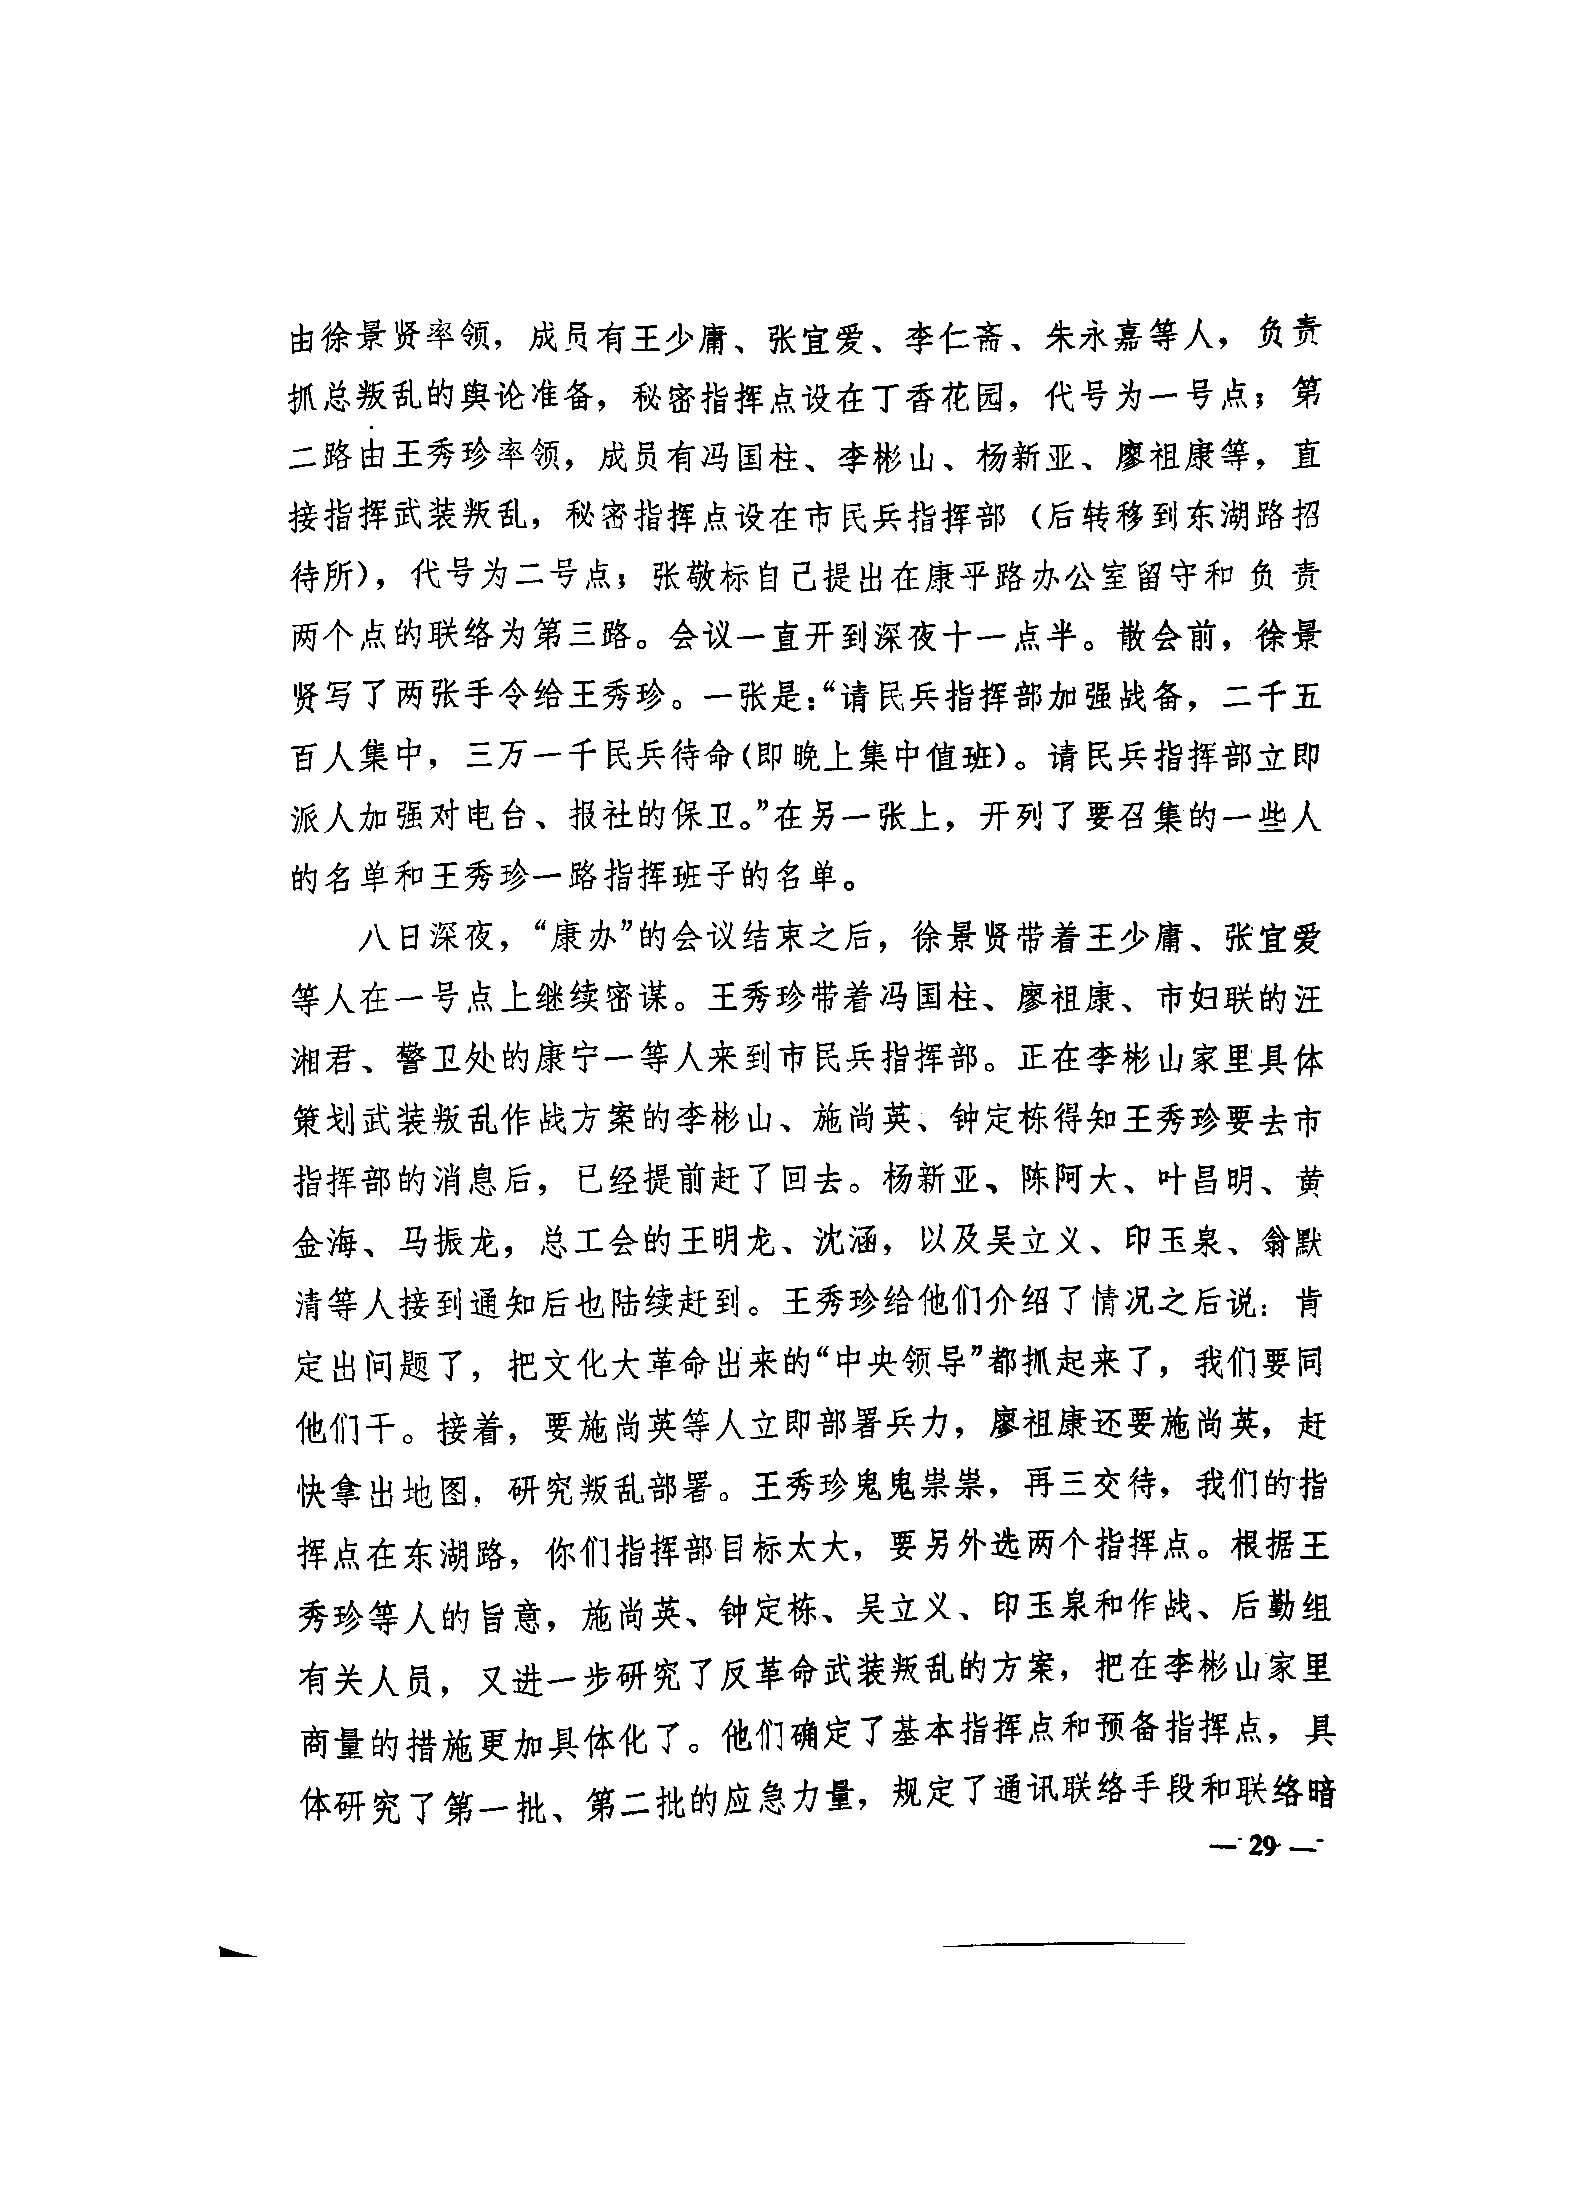 由徐景贤率领，成员有王少庸、张宜爱、李仁斋、朱永嘉等人，负责
抓总叛乱的舆论准备，秘密指挥点设在丁香花园，代号为一号点；第
二路由王秀珍率领，成员有冯国柱、李彬山、杨新亚、廖祖康等，直
接指挥武装叛乱，秘密指挥点设在市民兵指挥部（后转移到东湖路招
待所），代号为二号点；张敬标自己提出在康平路办公室留守和负责
两个点的联络为第三路。会议一直开到深夜十一点半。散会前，徐景
贤写了两张手令给王秀珍。一张是：“请民兵指挥部加强战备，二千五
百人集中，三万一千民兵待命(即晚上集中值班)。请民兵指挥部立即
派人加强对电台、报社的保卫。”在另一张上，开列了要召集的一些人
的名单和王秀珍一路指挥班子的名单。
八日深夜，“康办”的会议结束之后，徐景贤带着王少庸、张宜爱
等人在一号点上继续密谋。王秀珍带着冯国柱、廖祖康、市妇联的汪
湘君、警卫处的康宁一等人来到市民兵指挥部。正在李彬山家里具体
策划武装叛乱作战方案的李彬山、施尚英、钟定栋得知王秀珍要去市
指挥部的消息后，已经提前赶了回去。杨新亚、陈阿大、叶昌明、黄
金海、马振龙，总工会的王明龙、沈涵，以及吴立义、印玉泉、翁默
清等人接到通知后也陆续赶到。王秀珍给他们介绍了情况之后说：肯
定出问题了，把文化大革命出来的“中央领导”都抓起来了，我们要同
他们干。接着，要施尚英等人立即部署兵力，廖祖康还要施尚英，赶
快拿出地图，研究叛乱部署。王秀珍鬼鬼祟祟，再三交待，我们的指
挥点在东湖路，你们指挥部目标太大，要另外选两个指挥点。根据王
秀珍等人的旨意，施尚英、钟定栋、吴立义、印玉泉和作战、后勤组
有关人员，又进一步研究了反革命武装叛乱的方案，把在李彬山家里
商量的措施更加具体化了。他们确定了基本指挥点和预备指挥点，具
体研究了第一批、第二批的应急力量，规定了通讯联络手段和联络暗
— 29 —